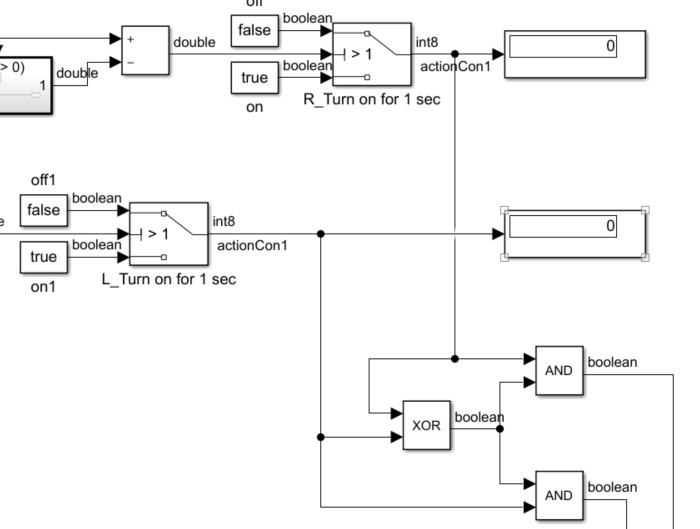 off
boolean
false
+
int8
0
> 0)
double
−
> 1
double
boolean
actionCon1
1
true
R_Turn on for 1 sec
on
off1
boolean
int8
0
false
> 1
actionCon1
boolean
true
L_Turn on for 1 sec
on1
boolean
AND
boolean
XOR
boolean
AND